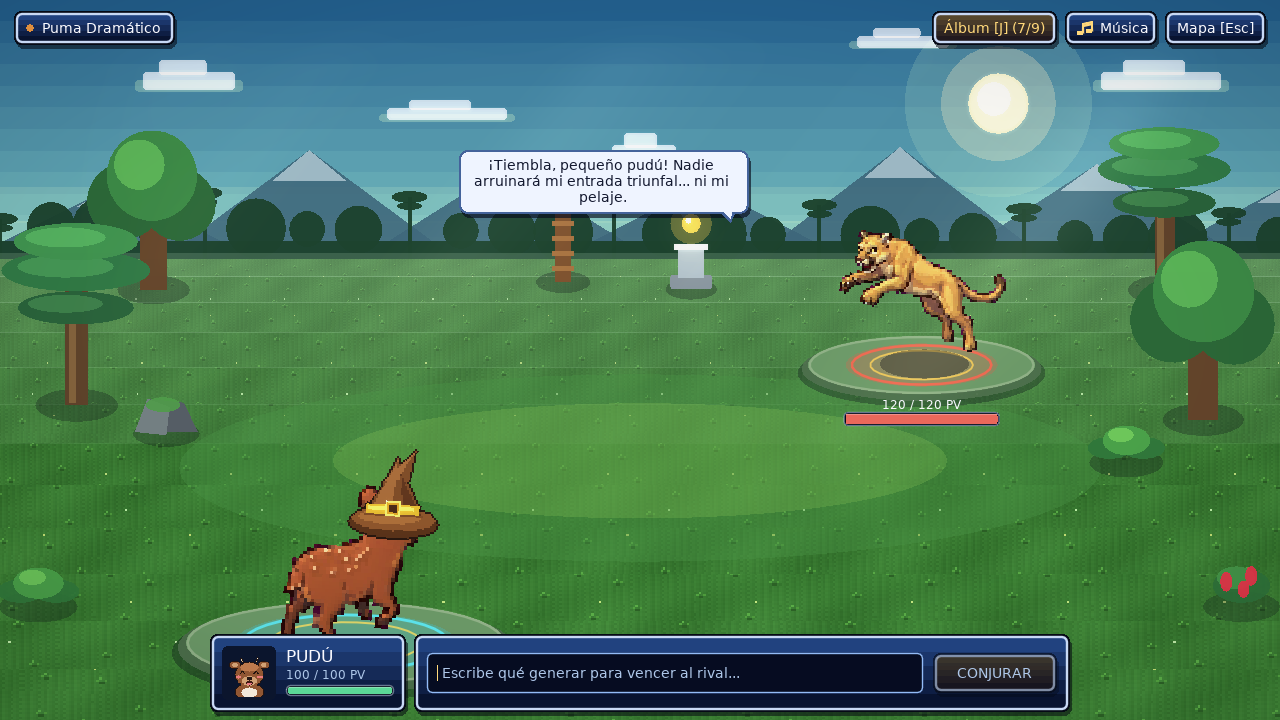 Puma Dramático
Álbum [J] (7/9)
Música
Mapa [Esc]
¡Tiembla, pequeño pudú! Nadie
arruinará mi entrada triunfal... ni mi
pelaje.
120 / 120 PV
PUDÚ
100 / 100 PV
Escribe qué generar para vencer al rival...
CONJURAR